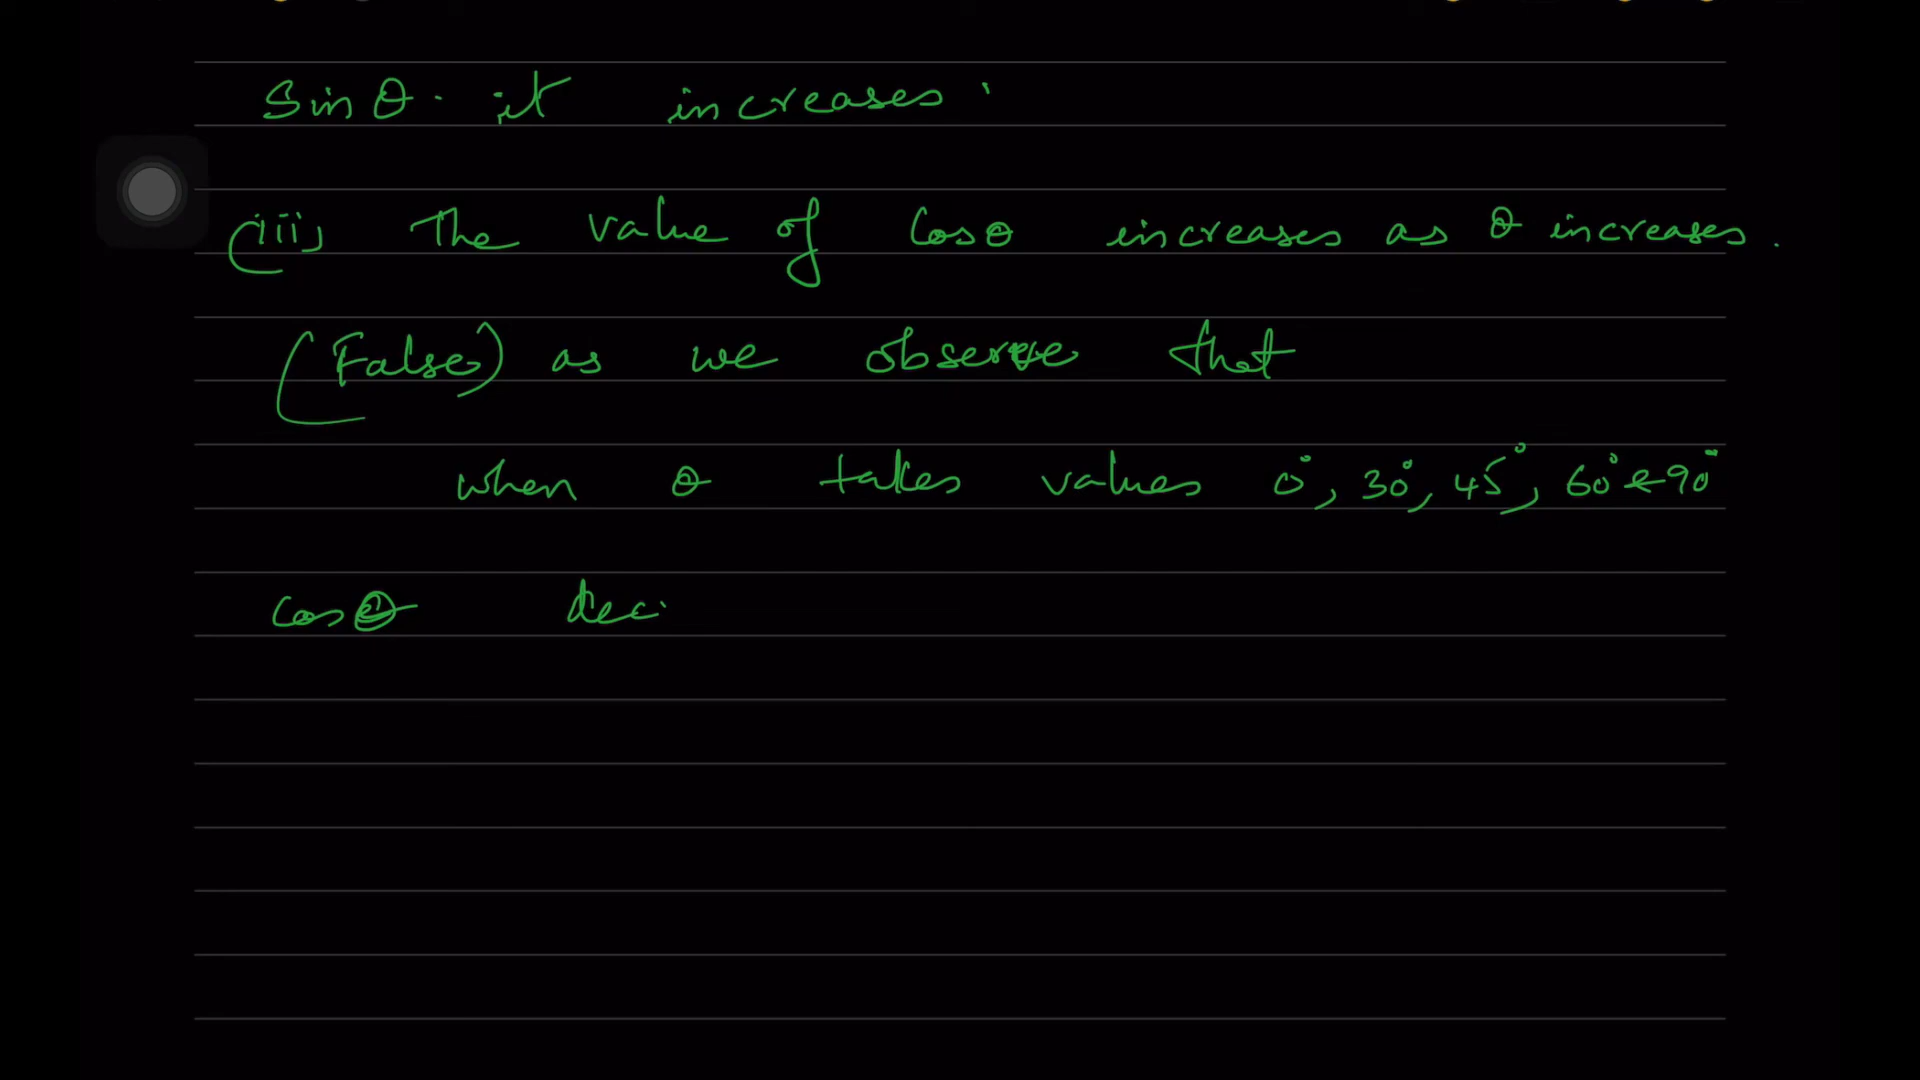 Sin θ. it increases.
(iii) The value of Cos θ increases as θ increases.
(False) as we observe that
when θ takes values 0°, 30°, 45°, 60° & 90°
cos θ dec